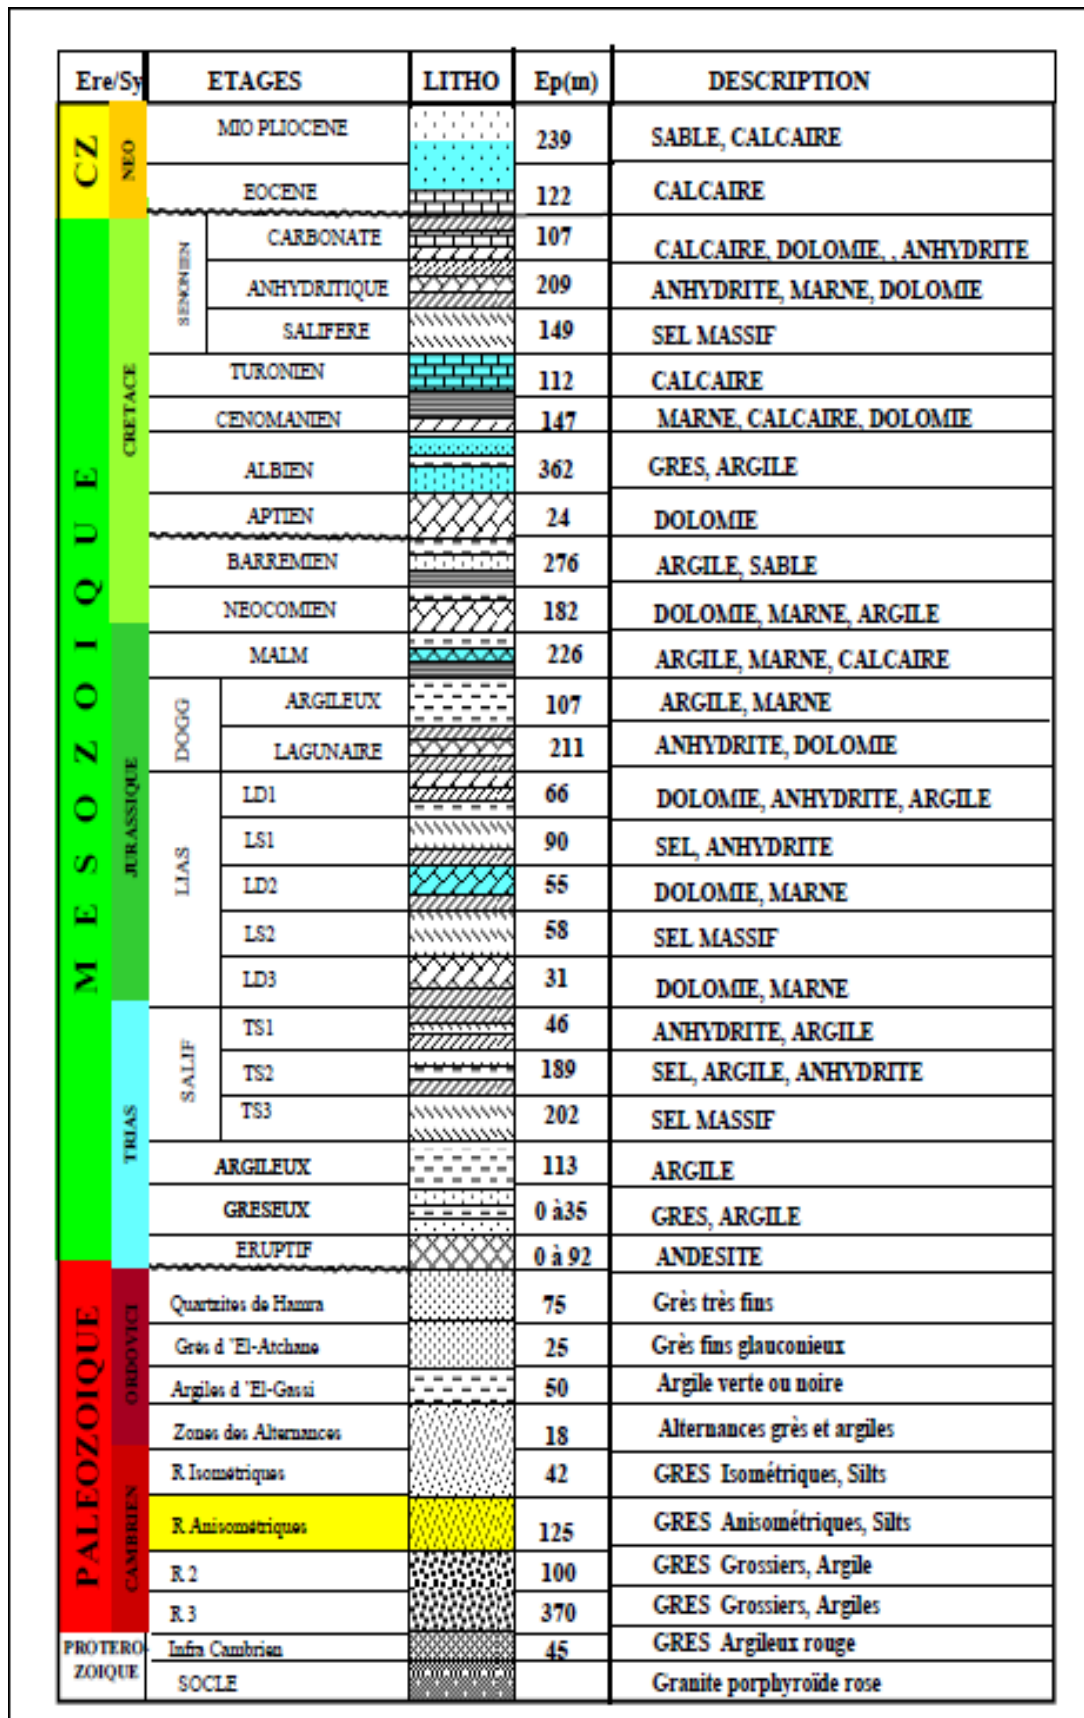 Ere/Sy ETAGES LITHO Ep(m) DESCRIPTION
CZ
NEO
MIO PLIOCENE 239 SABLE, CALCAIRE
EOCENE 122 CALCAIRE
MESOZOIQUE
CRETACE
SENONIEN
CARBONATE 107 CALCAIRE, DOLOMIE, , ANHYDRITE
ANHYDRITIQUE 209 ANHYDRITE, MARNE, DOLOMIE
SALIFERE 149 SEL MASSIF
TURONIEN 112 CALCAIRE
CENOMANIEN 147 MARNE, CALCAIRE, DOLOMIE
ALBIEN 362 GRES, ARGILE
APTIEN 24 DOLOMIE
BARREMIEN 276 ARGILE, SABLE
NEOCOMIEN 182 DOLOMIE, MARNE, ARGILE
JURASSIQUE
MALM 226 ARGILE, MARNE, CALCAIRE
DOGG
ARGILEUX 107 ARGILE, MARNE
LAGUNAIRE 211 ANHYDRITE, DOLOMIE
LIAS
LD1 66 DOLOMIE, ANHYDRITE, ARGILE
LS1 90 SEL, ANHYDRITE
LD2 55 DOLOMIE, MARNE
LS2 58 SEL MASSIF
LD3 31 DOLOMIE, MARNE
TRIAS
SALIF
TS1 46 ANHYDRITE, ARGILE
TS2 189 SEL, ARGILE, ANHYDRITE
TS3 202 SEL MASSIF
ARGILEUX 113 ARGILE
GRESEUX 0 à35 GRES, ARGILE
ERUPTIF 0 à 92 ANDESITE
PALEOZOIQUE
ORDOVICI
Quartzites de Hamra 75 Grès très fins
Grés d "El-Atchane 25 Grès fins glauconieux
Argiles d "El-Gassi 50 Argile verte ou noire
Zones des Alternances 18 Alternances grès et argiles
CAMBRIEN
R Isométriques 42 GRES Isométriques, Silts
R Anisométriques 125 GRES Anisométriques, Silts
R 2 100 GRES Grossiers, Argile
R 3 370 GRES Grossiers, Argiles
PROTERO-
ZOIQUE
Infra Cambrien 45 GRES Argileux rouge
SOCLE Granite porphyroïde rose